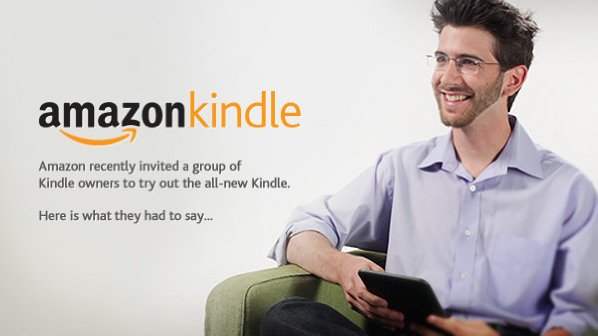 amazonkindle
Amazon recently invited a group of
Kindle owners to try out the all-new Kindle.
Here is what they had to say...